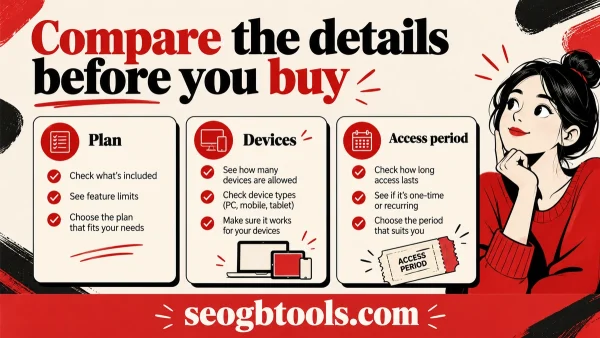 Compare the details
before you buy
Plan
Check what's included
See feature limits
Choose the plan
that fits your needs
Devices
See how many
devices are allowed
Check device types
(PC, mobile, tablet)
Make sure it works
for your devices
Access period
Check how long
access lasts
See if it's one-time
or recurring
Choose the period
that suits you
ACCESS
PERIOD
seogbtools.com